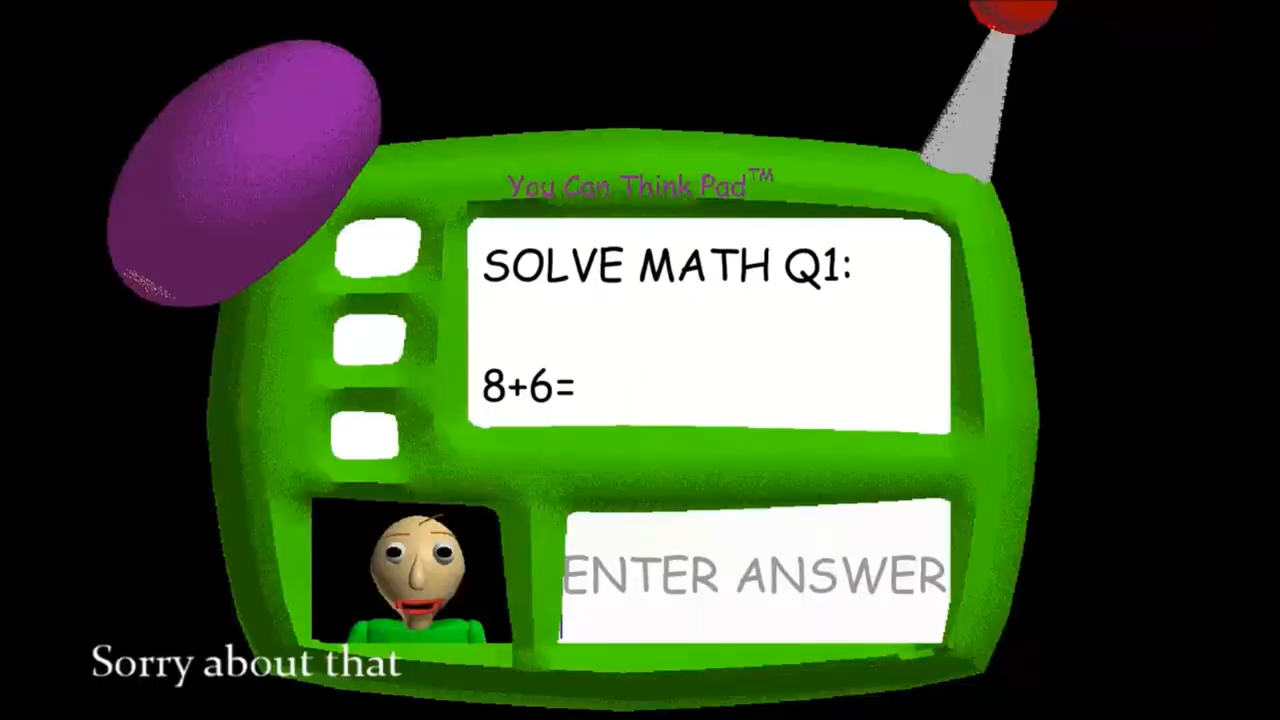 You Can Think Pad™
SOLVE MATH Q1:
8+6=
ENTER ANSWER
Sorry about that